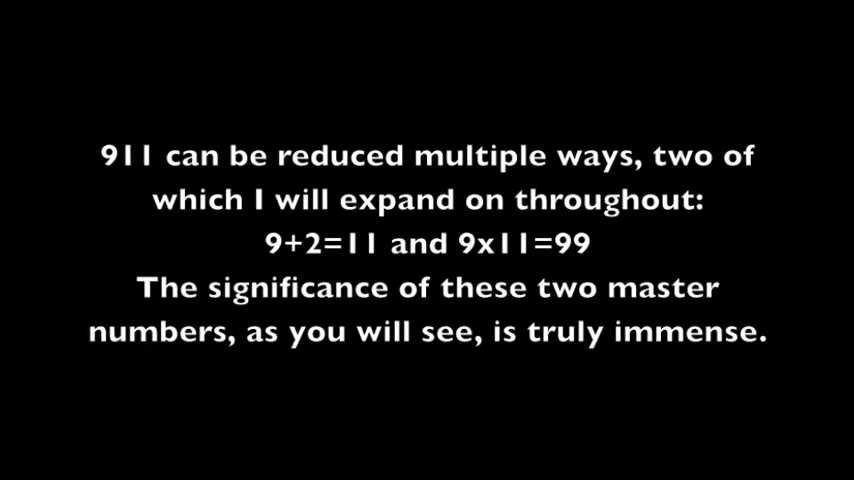 911 can be reduced multiple ways, two of
which I will expand on throughout:
9+2=11 and 9x11=99
The significance of these two master
numbers, as you will see, is truly immense.